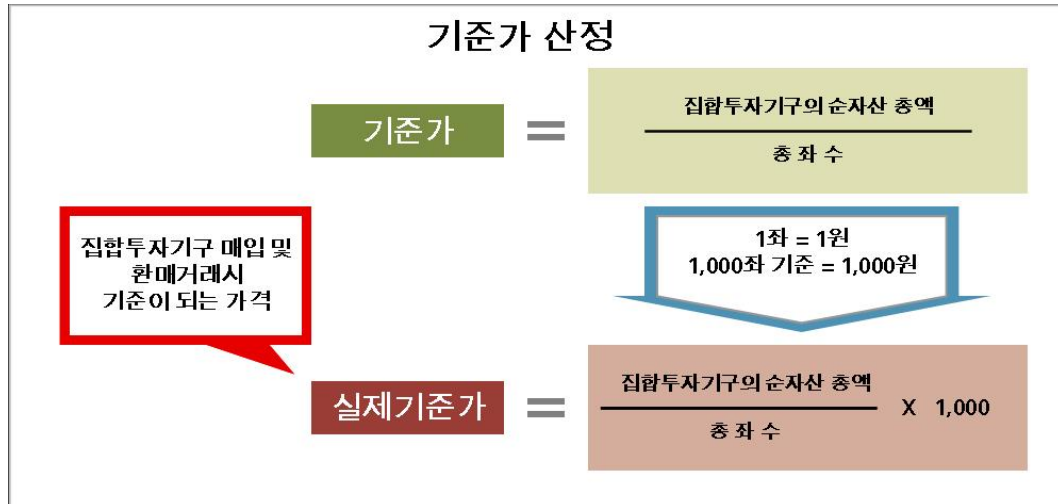 기준가 산정
기준가
=
집합투자기구의 순자산 총액
총 좌 수
집합투자기구 매입 및
환매거래시
기준이 되는 가격
1좌 = 1원
1,000좌 기준 = 1,000원
실제기준가
=
집합투자기구의 순자산 총액
총 좌 수
X 1,000